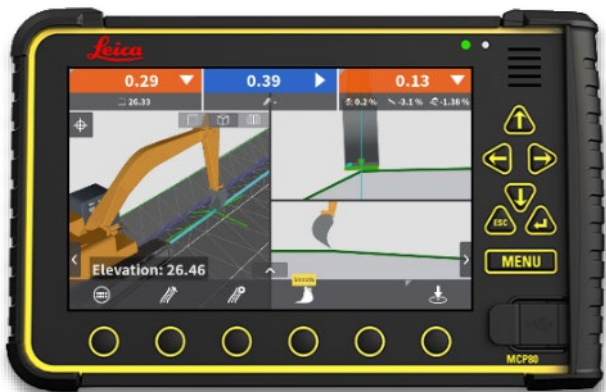 Leica
0.29
0.39
0.13
26.33
-
0.2 %
-3.1 %
-1.38 %
Elevation: 26.46
ESC
MENU
MCP80